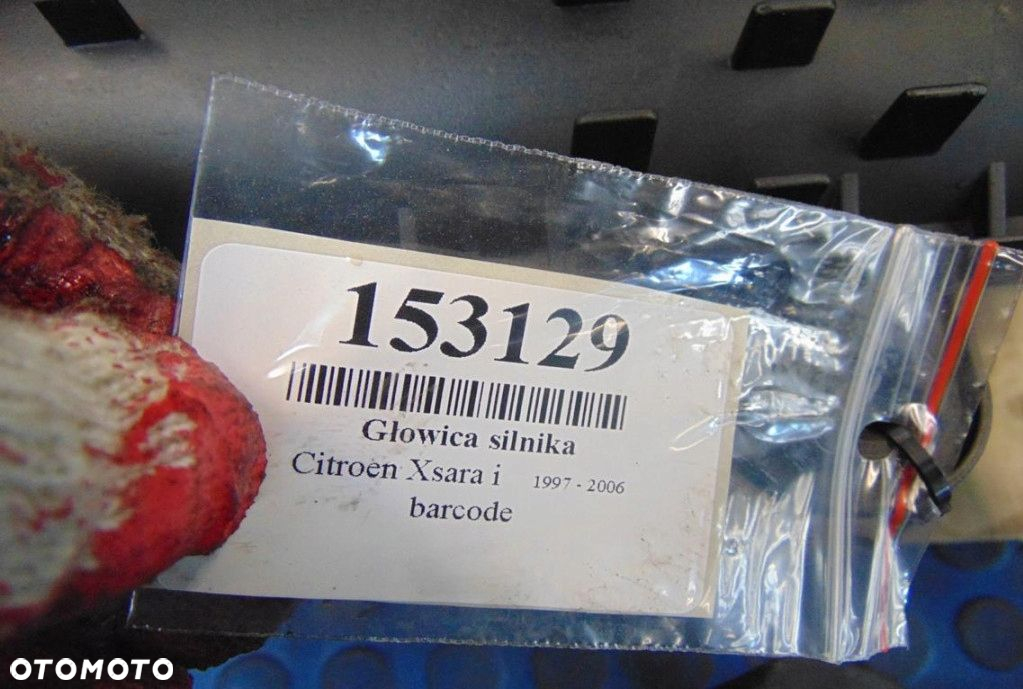 153129
Głowica silnika
Citroen Xsara i 1997 - 2006
barcode
OTOMOTO